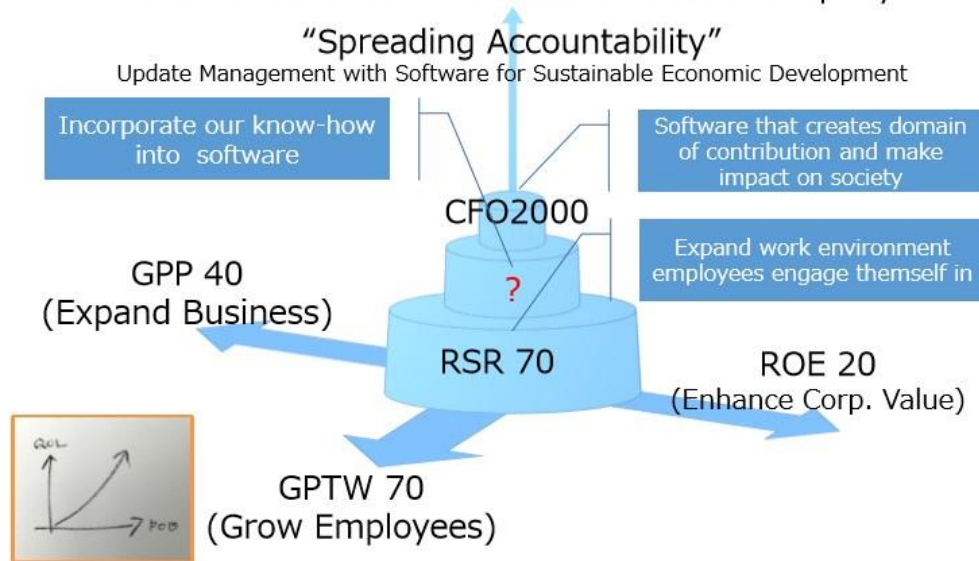 “Spreading Accountability”
Update Management with Software for Sustainable Economic Development
Incorporate our know-how
into software
Software that creates domain
of contribution and make
impact on society
CFO2000
Expand work environment
employees engage themself in
GPP 40
(Expand Business)
?
RSR 70
ROE 20
(Enhance Corp. Value)
GPTW 70
(Grow Employees)
QOL